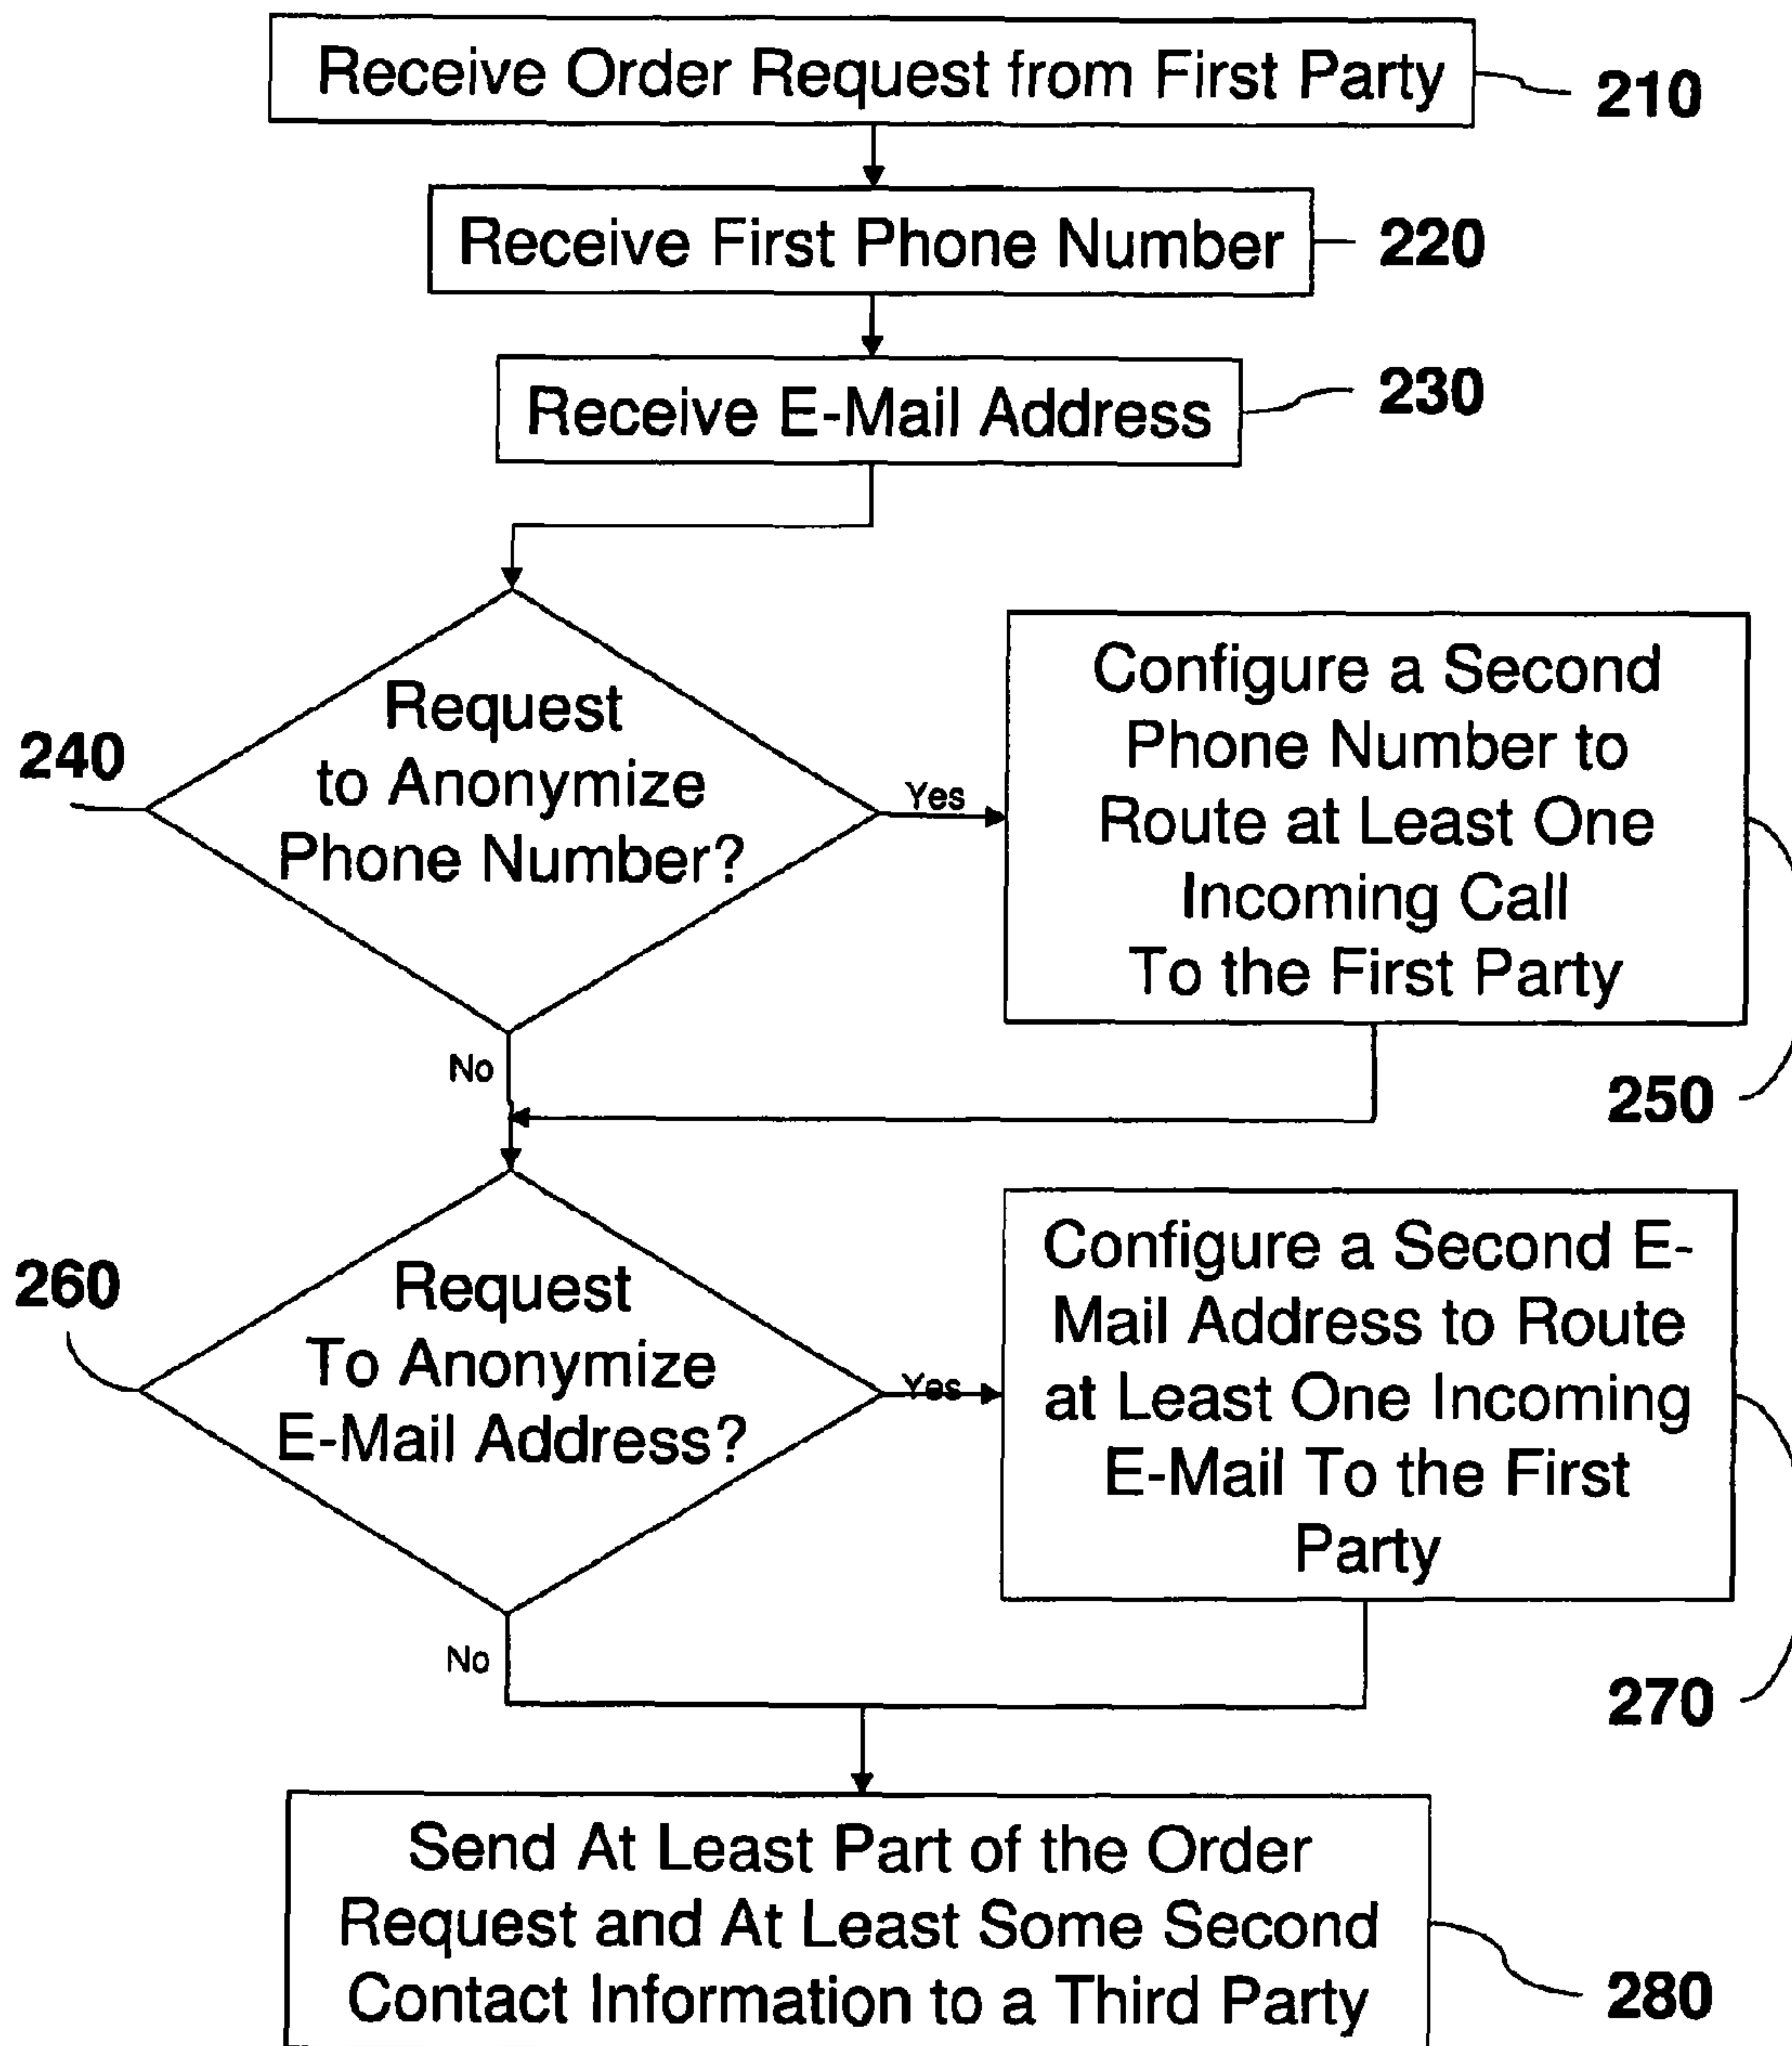 Receive Order Request from First Party
210
Receive First Phone Number
220
Receive E-Mail Address
230
240
Request
to Anonymize
Phone Number?
Yes
Configure a Second
Phone Number to
Route at Least One
Incoming Call
To the First Party
250
No
260
Request
To Anonymize
E-Mail Address?
Yes
Configure a Second E-
Mail Address to Route
at Least One Incoming
E-Mail To the First
Party
270
No
Send At Least Part of the Order
Request and At Least Some Second
Contact Information to a Third Party
280